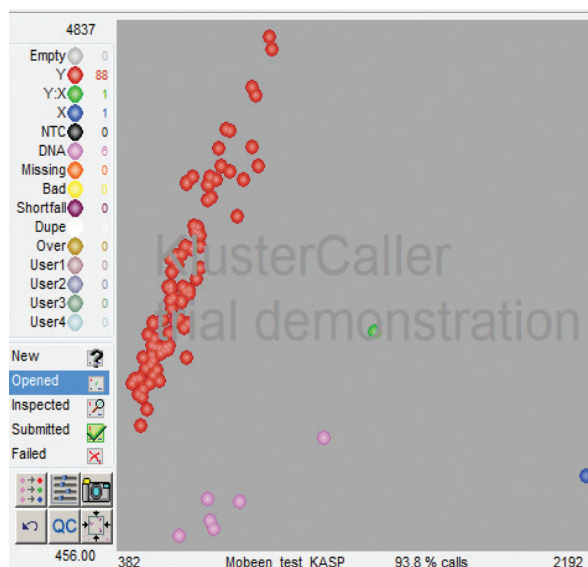 4837
Empty 0
Y 88
Y:X 1
X 1
NTC 0
DNA 6
Missing 0
Bad 0
Shortfall 0
Dupe 0
Over 0
User1 0
User2 0
User3 0
User4 0
KlusterCaller
trial demonstration
New
Opened
Inspected
Submitted
Failed
QC
456.00
382 Mobeen_test_KASP 93.8 % calls 2192